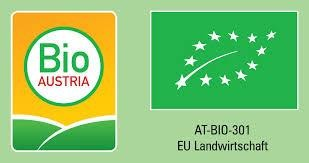 Bio
AUSTRIA
AT-BIO-301
EU Landwirtschaft